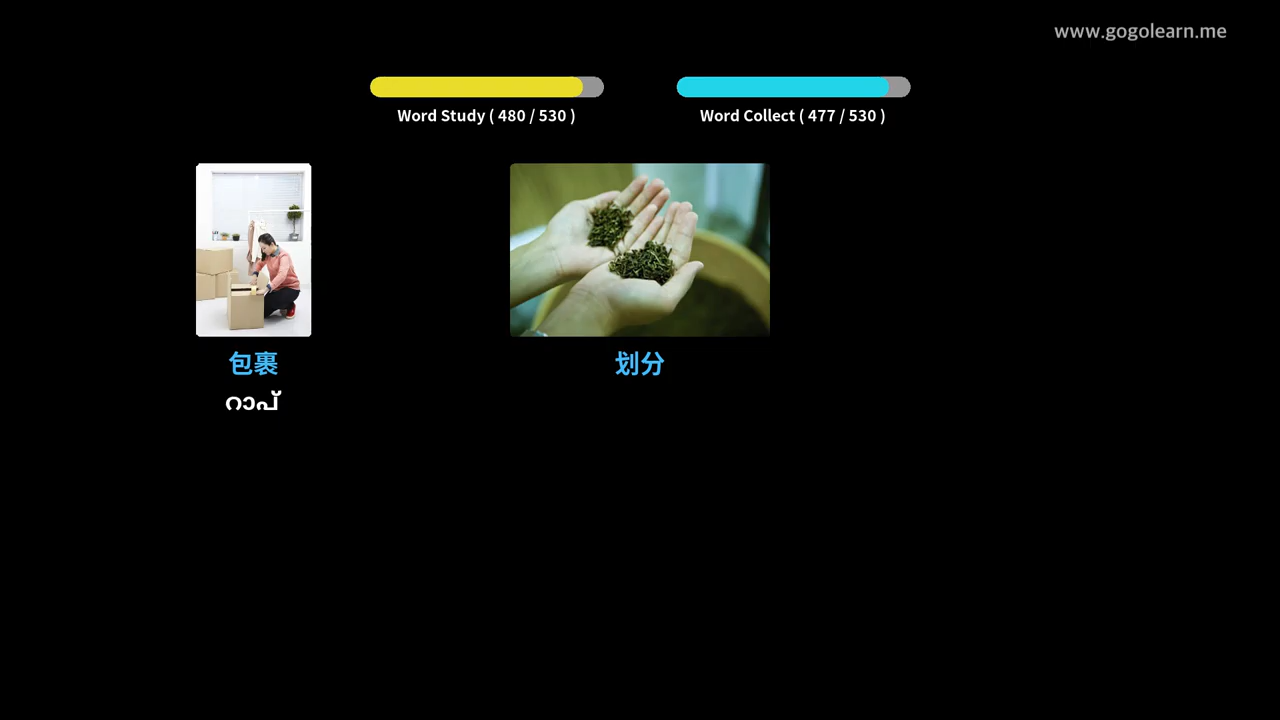 www.gogolearn.me
Word Study ( 480 / 530 )
Word Collect ( 477 / 530 )
包裹
划分
റാപ്